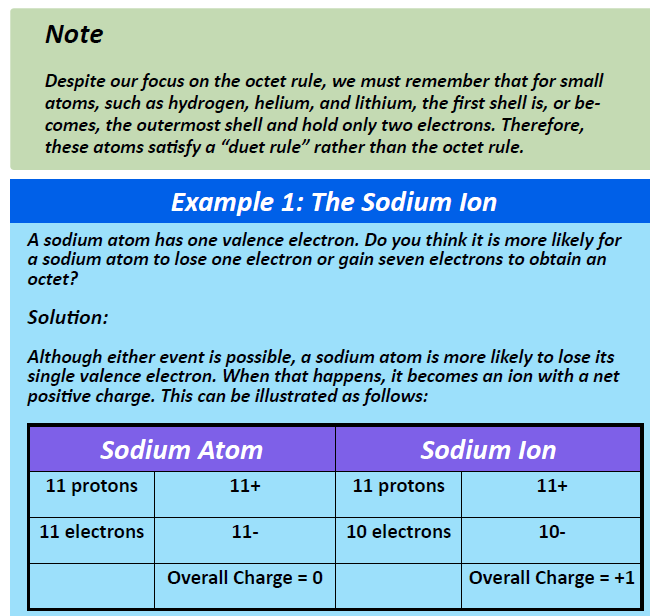 Note
Despite our focus on the octet rule, we must remember that for small
atoms, such as hydrogen, helium, and lithium, the first shell is, or be-
comes, the outermost shell and hold only two electrons. Therefore,
these atoms satisfy a “duet rule” rather than the octet rule.
Example 1: The Sodium Ion
A sodium atom has one valence electron. Do you think it is more likely for
a sodium atom to lose one electron or gain seven electrons to obtain an
octet?
Solution:
Although either event is possible, a sodium atom is more likely to lose its
single valence electron. When that happens, it becomes an ion with a net
positive charge. This can be illustrated as follows:
Sodium Atom Sodium Ion
11 protons 11+ 11 protons 11+
11 electrons 11- 10 electrons 10-
Overall Charge = 0 Overall Charge = +1